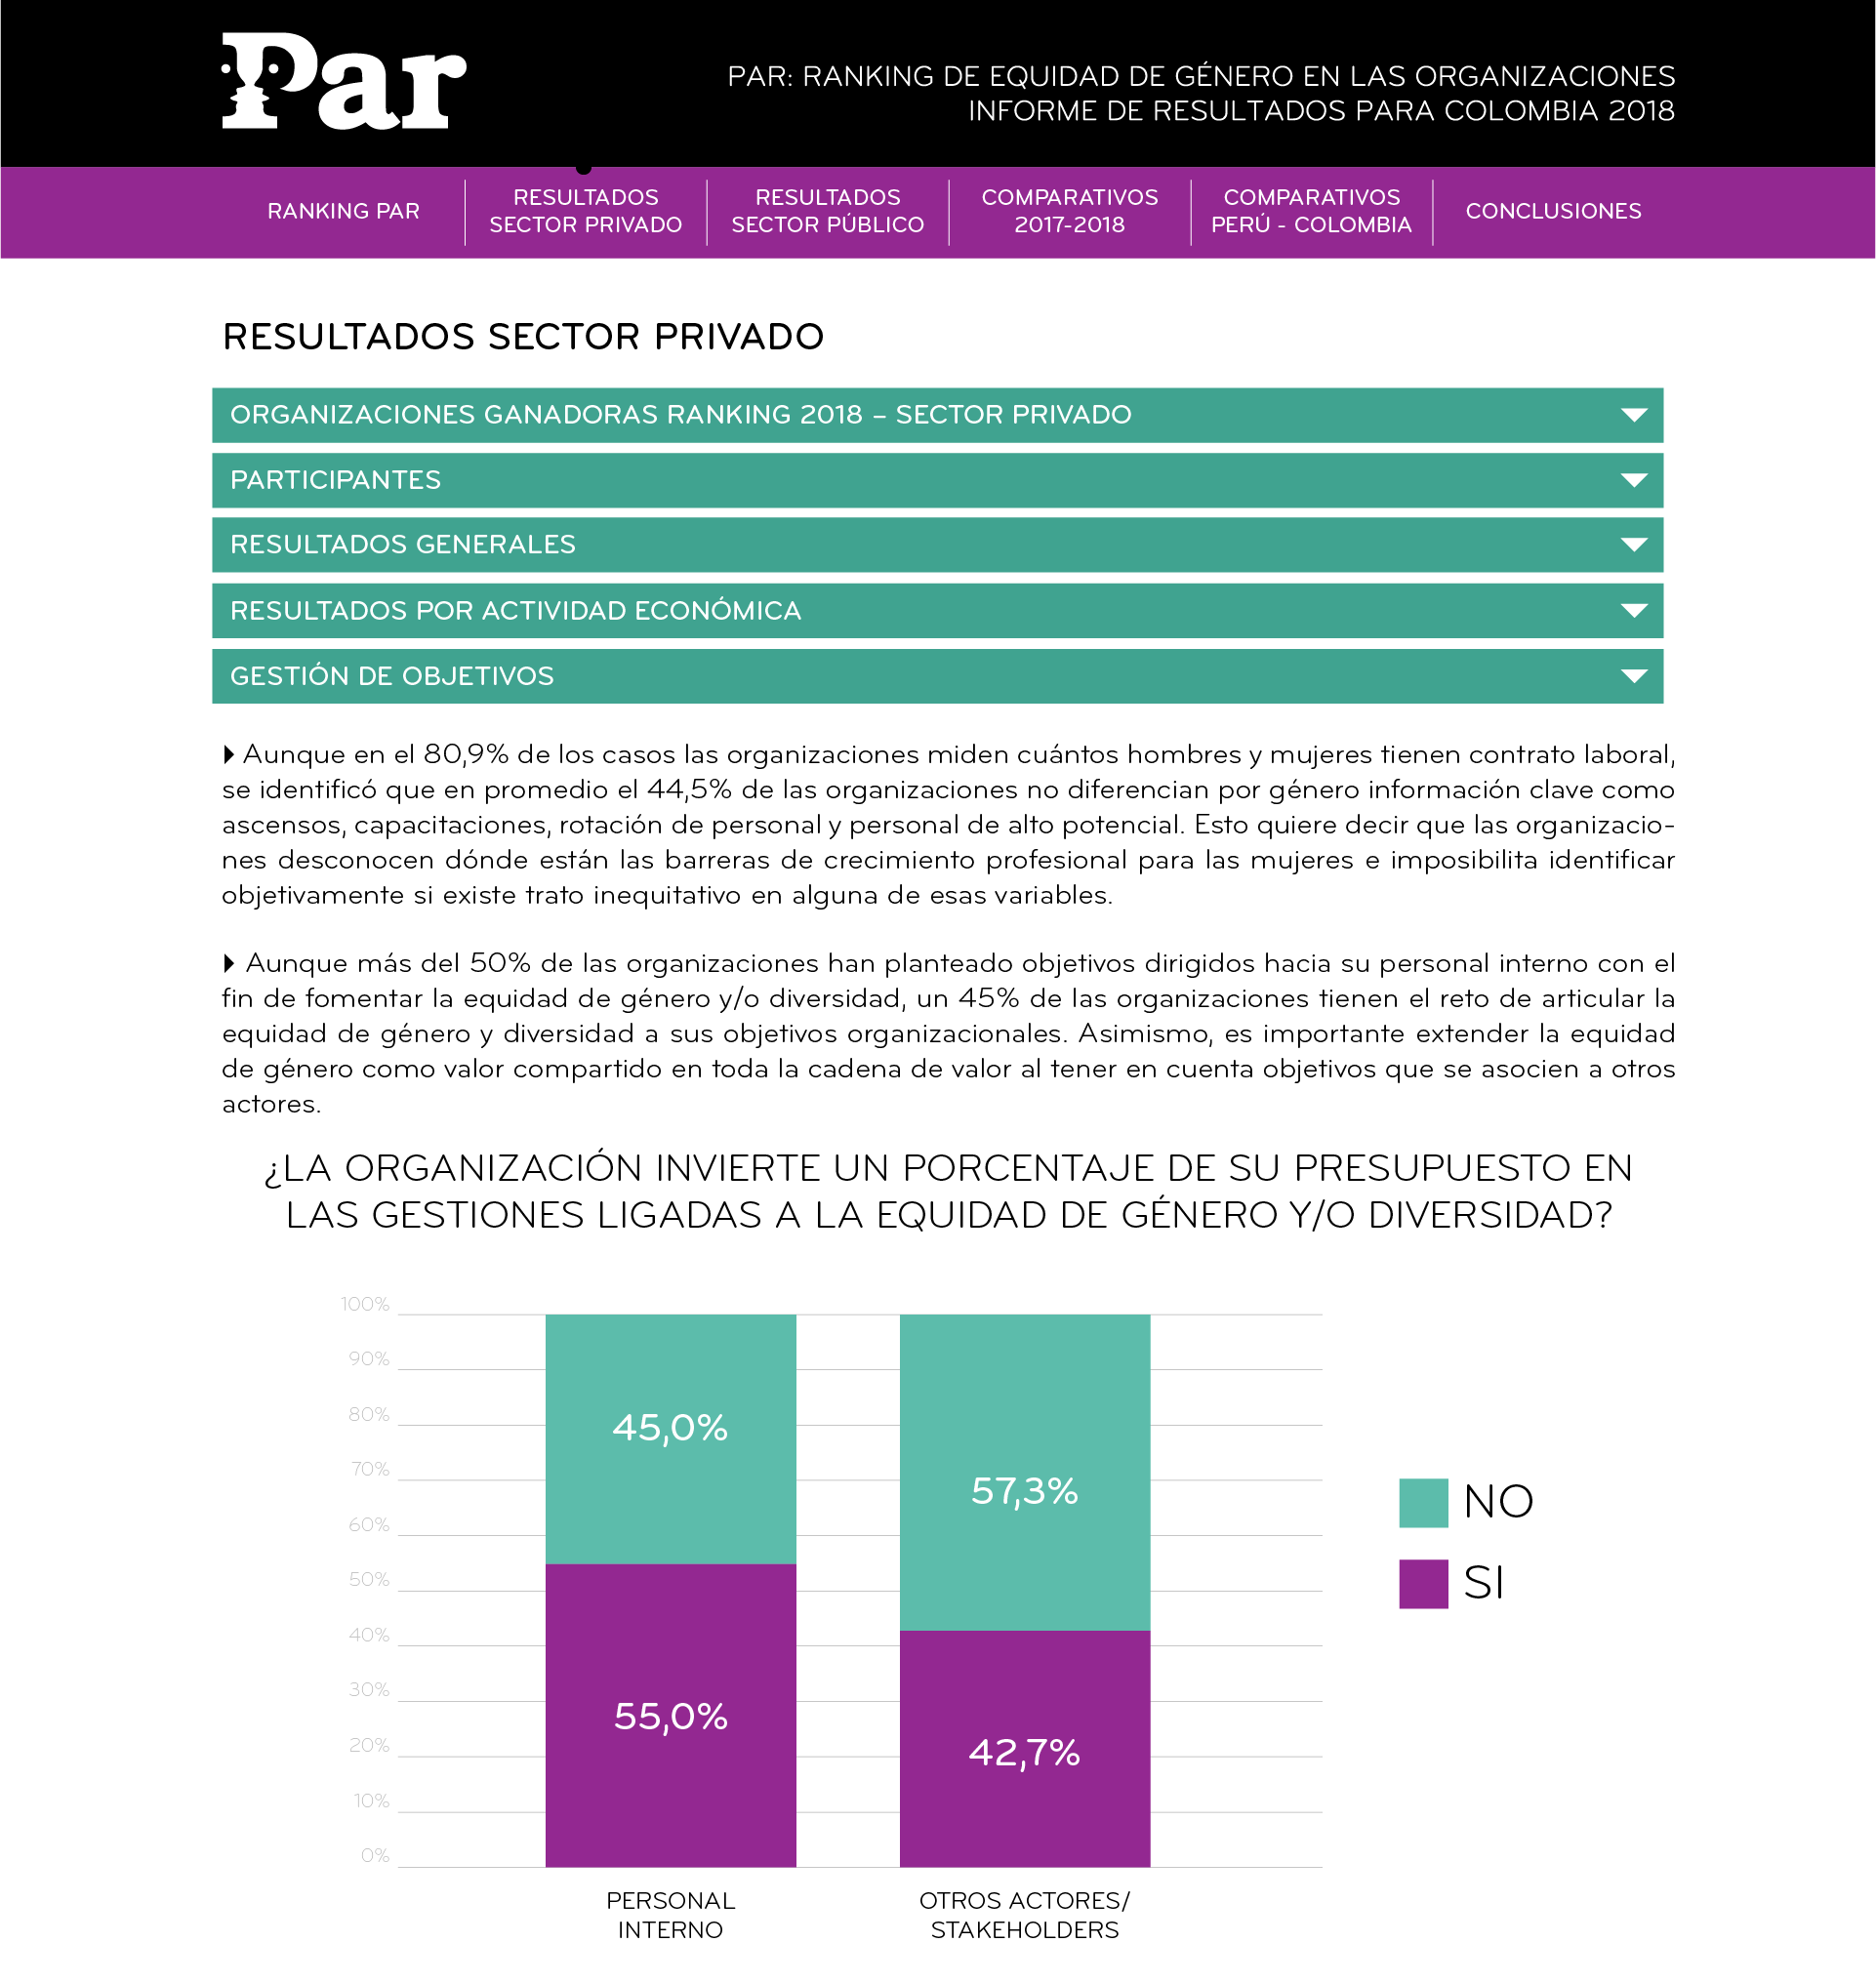 Par
PAR: RANKING DE EQUIDAD DE GÉNERO EN LAS ORGANIZACIONES
INFORME DE RESULTADOS PARA COLOMBIA 2018
RANKING PAR
RESULTADOS
SECTOR PRIVADO
RESULTADOS
SECTOR PÚBLICO
COMPARATIVOS
2017-2018
COMPARATIVOS
PERÚ - COLOMBIA
CONCLUSIONES
RESULTADOS SECTOR PRIVADO
ORGANIZACIONES GANADORAS RANKING 2018 – SECTOR PRIVADO
PARTICIPANTES
RESULTADOS GENERALES
RESULTADOS POR ACTIVIDAD ECONÓMICA
GESTIÓN DE OBJETIVOS
Aunque en el 80,9% de los casos las organizaciones miden cuántos hombres y mujeres tienen contrato laboral,
se identificó que en promedio el 44,5% de las organizaciones no diferencian por género información clave como
ascensos, capacitaciones, rotación de personal y personal de alto potencial. Esto quiere decir que las organizacio-
nes desconocen dónde están las barreras de crecimiento profesional para las mujeres e imposibilita identificar
objetivamente si existe trato inequitativo en alguna de esas variables.
Aunque más del 50% de las organizaciones han planteado objetivos dirigidos hacia su personal interno con el
fin de fomentar la equidad de género y/o diversidad, un 45% de las organizaciones tienen el reto de articular la
equidad de género y diversidad a sus objetivos organizacionales. Asimismo, es importante extender la equidad
de género como valor compartido en toda la cadena de valor al tener en cuenta objetivos que se asocien a otros
actores.
¿LA ORGANIZACIÓN INVIERTE UN PORCENTAJE DE SU PRESUPUESTO EN
LAS GESTIONES LIGADAS A LA EQUIDAD DE GÉNERO Y/O DIVERSIDAD?
100%
90%
80%
70%
60%
50%
40%
30%
20%
10%
0%
45,0%
55,0%
57,3%
42,7%
NO
SI
PERSONAL
INTERNO
OTROS ACTORES/
STAKEHOLDERS